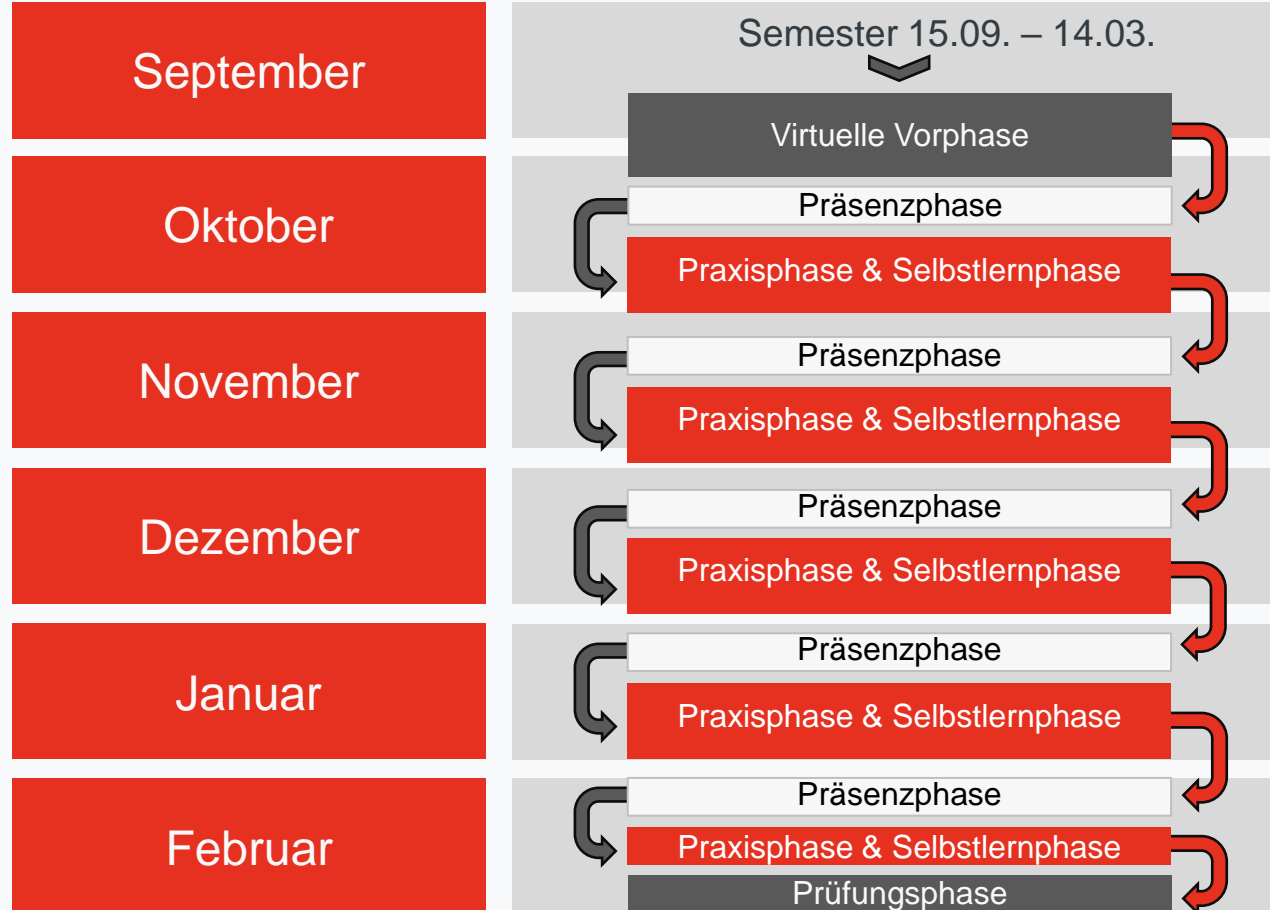 September
Semester 15.09. – 14.03.
Virtuelle Vorphase
Oktober
Präsenzphase
Praxisphase & Selbstlernphase
November
Präsenzphase
Praxisphase & Selbstlernphase
Dezember
Präsenzphase
Praxisphase & Selbstlernphase
Januar
Präsenzphase
Praxisphase & Selbstlernphase
Februar
Präsenzphase
Praxisphase & Selbstlernphase
Prüfungsphase